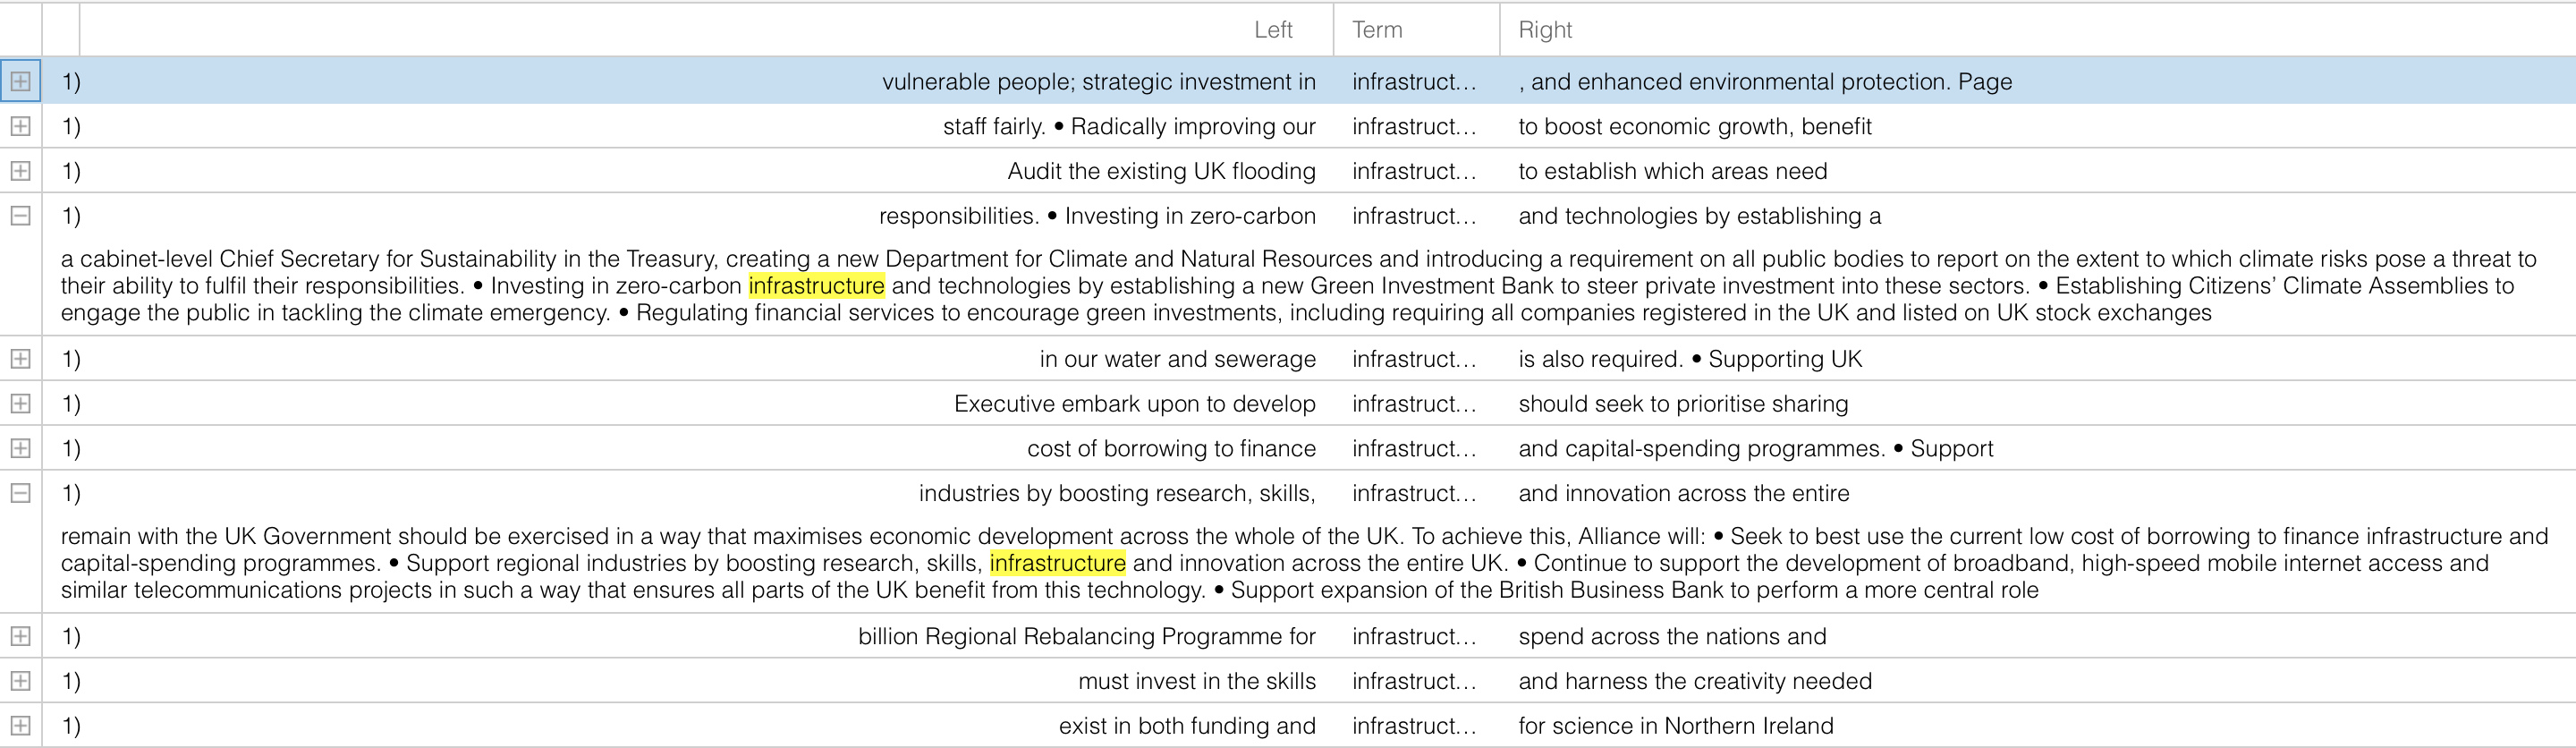 Left Term Right
1) vulnerable people; strategic investment in infrastruct... , and enhanced environmental protection. Page
1) staff fairly. • Radically improving our infrastruct... to boost economic growth, benefit
1) Audit the existing UK flooding infrastruct... to establish which areas need
1) responsibilities. • Investing in zero-carbon infrastruct... and technologies by establishing a
a cabinet-level Chief Secretary for Sustainability in the Treasury, creating a new Department for Climate and Natural Resources and introducing a requirement on all public bodies to report on the extent to which climate risks pose a threat to
their ability to fulfil their responsibilities. • Investing in zero-carbon infrastructure and technologies by establishing a new Green Investment Bank to steer private investment into these sectors. • Establishing Citizens’ Climate Assemblies to
engage the public in tackling the climate emergency. • Regulating financial services to encourage green investments, including requiring all companies registered in the UK and listed on UK stock exchanges
1) in our water and sewerage infrastruct... is also required. • Supporting UK
1) Executive embark upon to develop infrastruct... should seek to prioritise sharing
1) cost of borrowing to finance infrastruct... and capital-spending programmes. • Support
1) industries by boosting research, skills, infrastruct... and innovation across the entire
remain with the UK Government should be exercised in a way that maximises economic development across the whole of the UK. To achieve this, Alliance will: • Seek to best use the current low cost of borrowing to finance infrastructure and
capital-spending programmes. • Support regional industries by boosting research, skills, infrastructure and innovation across the entire UK. • Continue to support the development of broadband, high-speed mobile internet access and
similar telecommunications projects in such a way that ensures all parts of the UK benefit from this technology. • Support expansion of the British Business Bank to perform a more central role
1) billion Regional Rebalancing Programme for infrastruct... spend across the nations and
1) must invest in the skills infrastruct... and harness the creativity needed
1) exist in both funding and infrastruct... for science in Northern Ireland